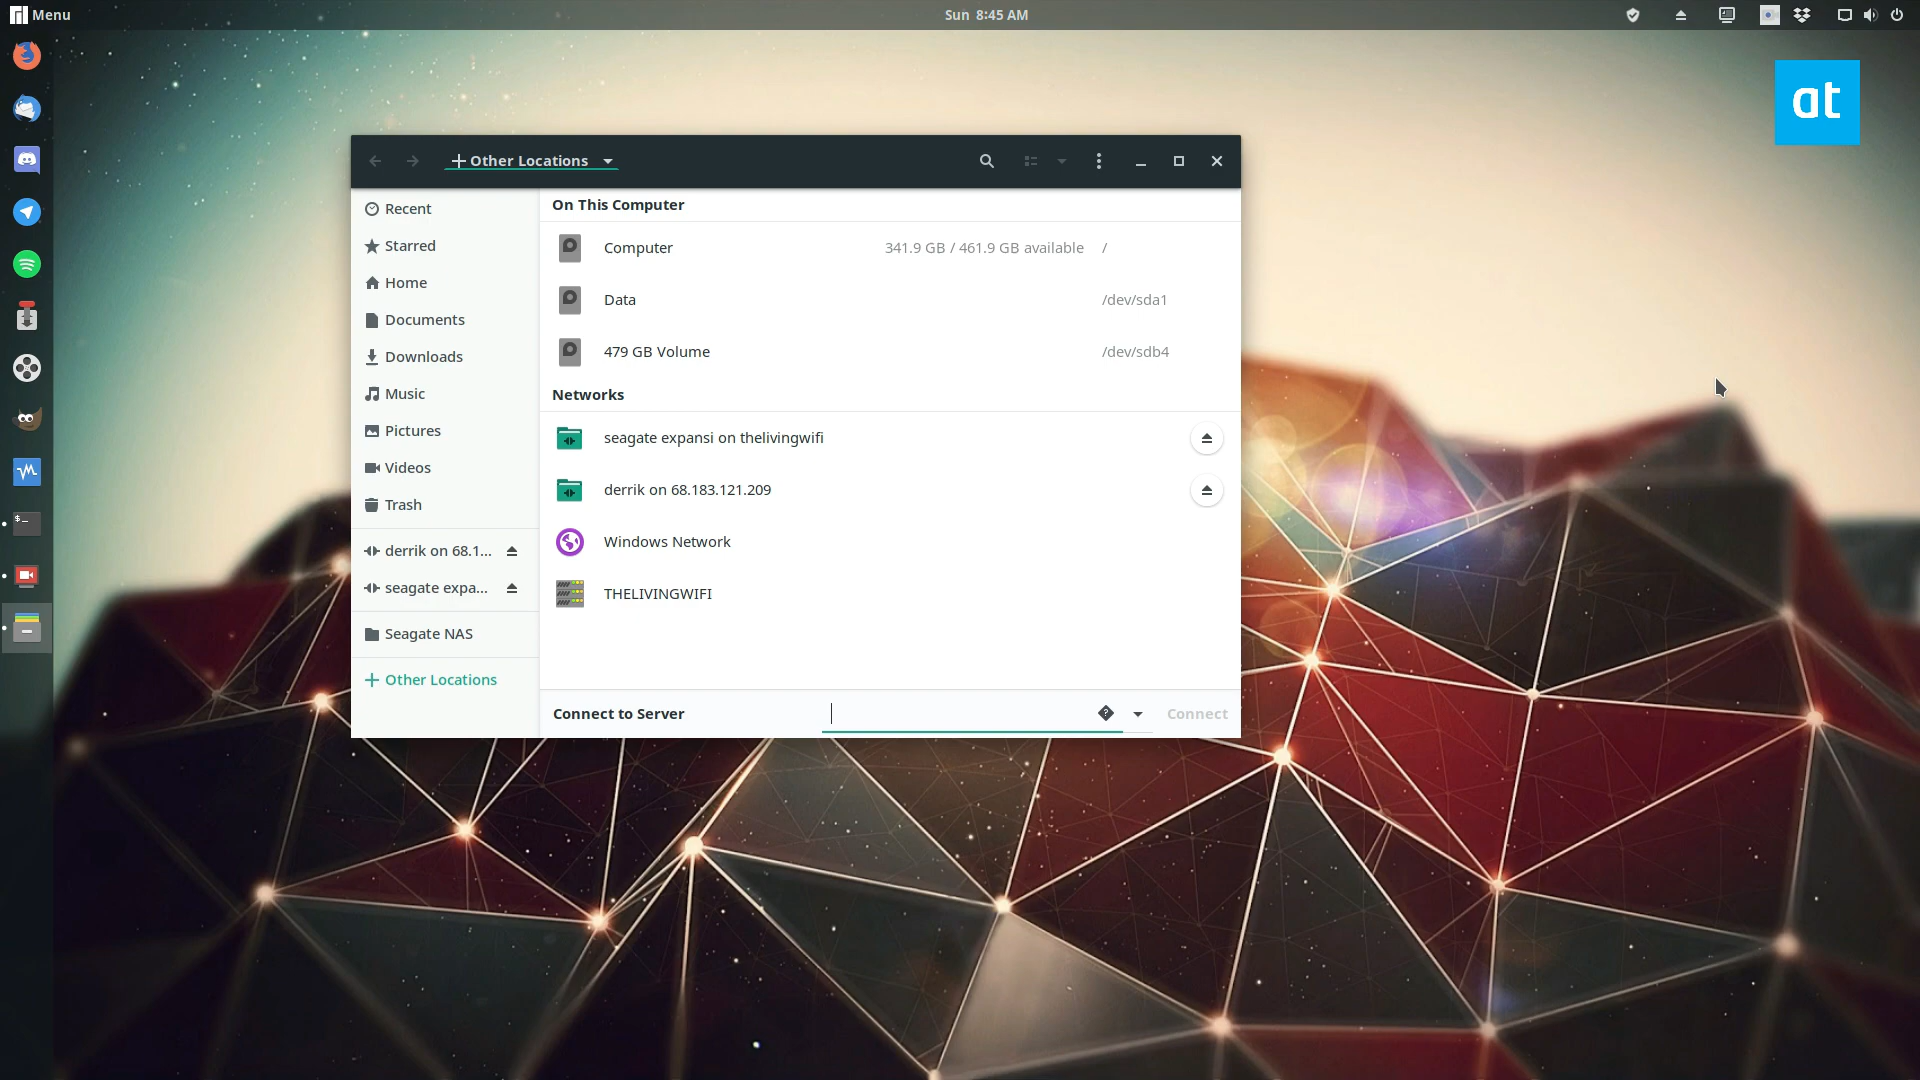 Menu
Sun 8:45 AM
at
Other Locations
Recent
Starred
Home
Documents
Downloads
Music
Pictures
Videos
Trash
derrik on 68.1...
seagate expa...
Seagate NAS
Other Locations
On This Computer
Computer 341.9 GB / 461.9 GB available /
Data /dev/sda1
479 GB Volume /dev/sdb4
Networks
seagate expansi on thelivingwifi
derrik on 68.183.121.209
Windows Network
THELIVINGWIFI
Connect to Server Connect